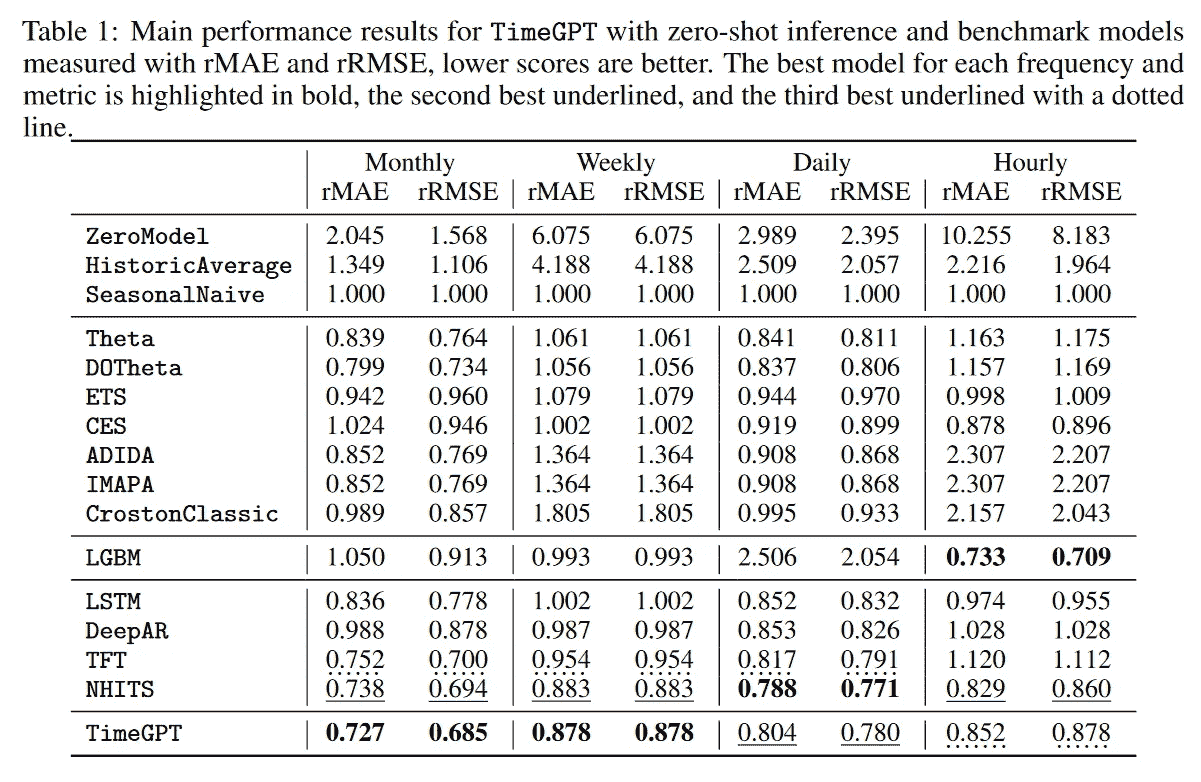 Table 1: Main performance results for TimeGPT with zero-shot inference and benchmark models
measured with rMAE and rRMSE, lower scores are better. The best model for each frequency and
metric is highlighted in bold, the second best underlined, and the third best underlined with a dotted
line.
Monthly Weekly Daily Hourly
rMAE rRMSE rMAE rRMSE rMAE rRMSE rMAE rRMSE
ZeroModel 2.045 1.568 6.075 6.075 2.989 2.395 10.255 8.183
HistoricAverage 1.349 1.106 4.188 4.188 2.509 2.057 2.216 1.964
SeasonalNaive 1.000 1.000 1.000 1.000 1.000 1.000 1.000 1.000
Theta 0.839 0.764 1.061 1.061 0.841 0.811 1.163 1.175
DOTheta 0.799 0.734 1.056 1.056 0.837 0.806 1.157 1.169
ETS 0.942 0.960 1.079 1.079 0.944 0.970 0.998 1.009
CES 1.024 0.946 1.002 1.002 0.919 0.899 0.878 0.896
ADIDA 0.852 0.769 1.364 1.364 0.908 0.868 2.307 2.207
IMAPA 0.852 0.769 1.364 1.364 0.908 0.868 2.307 2.207
CrostonClassic 0.989 0.857 1.805 1.805 0.995 0.933 2.157 2.043
LGBM 1.050 0.913 0.993 0.993 2.506 2.054 0.733 0.709
LSTM 0.836 0.778 1.002 1.002 0.852 0.832 0.974 0.955
DeepAR 0.988 0.878 0.987 0.987 0.853 0.826 1.028 1.028
TFT 0.752 0.700 0.954 0.954 0.817 0.791 1.120 1.112
NHITS 0.738 0.694 0.883 0.883 0.788 0.771 0.829 0.860
TimeGPT 0.727 0.685 0.878 0.878 0.804 0.780 0.852 0.878